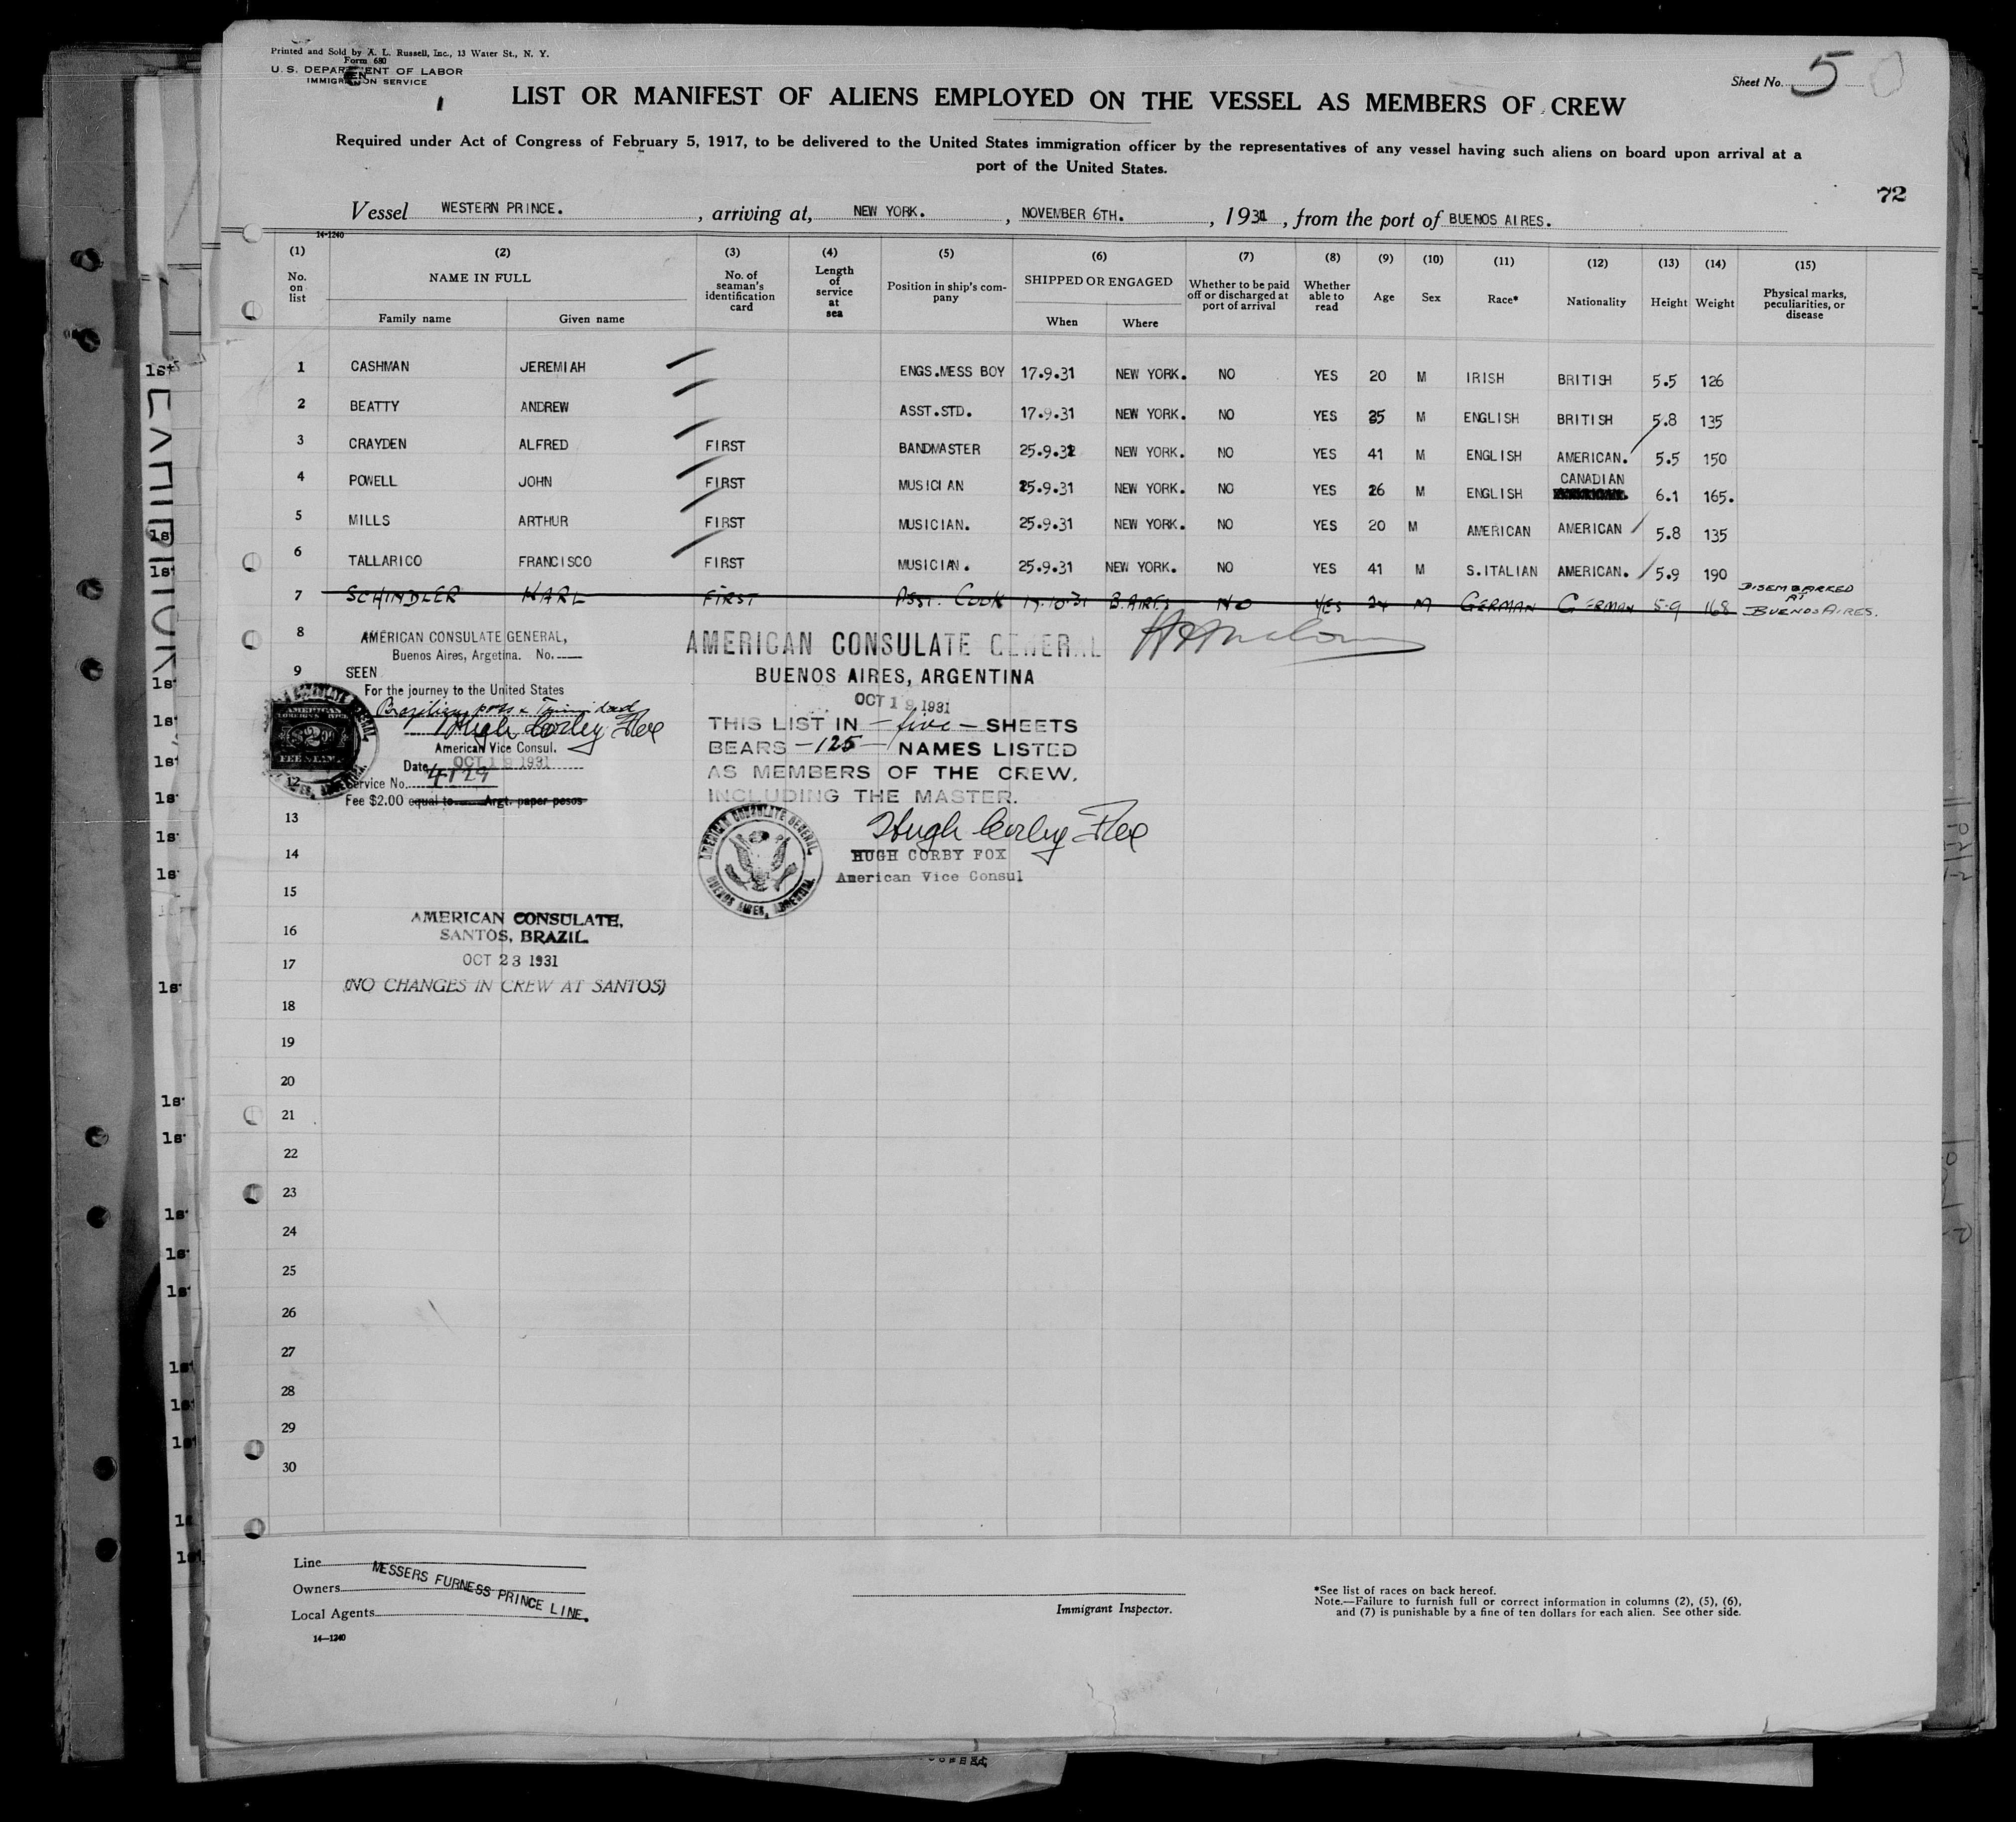 Printed and Sold by A. L. Russell, Inc., 13 Water St., N. Y.
Form 680
U. S. DEPARTMENT OF LABOR
IMMIGRATION SERVICE
Sheet No. 5
LIST OR MANIFEST OF ALIENS EMPLOYED ON THE VESSEL AS MEMBERS OF CREW
Required under Act of Congress of February 5, 1917, to be delivered to the United States immigration officer by the representatives of any vessel having such aliens on board upon arrival at a
port of the United States.
72
Vessel WESTERN PRINCE. , arriving at, NEW YORK. , NOVEMBER 6TH. , 1931 , from the port of BUENOS AIRES.
14-1240
(1) (2) (3) (4) (5) (6) (7) (8) (9) (10) (11) (12) (13) (14) (15)
No. on list NAME IN FULL No. of seaman's identification card Length of service at sea Position in ship's company SHIPPED OR ENGAGED Whether to be paid off or discharged at port of arrival Whether able to read Age Sex Race* Nationality Height Weight Physical marks, peculiarities, or disease
Family name Given name When Where
1 CASHMAN JEREMIAH ENGS.MESS BOY 17.9.31 NEW YORK. NO YES 20 M IRISH BRITISH 5.5 126
2 BEATTY ANDREW ASST.STD. 17.9.31 NEW YORK. NO YES 35 M ENGLISH BRITISH 5.8 135
3 CRAYDEN ALFRED FIRST BANDMASTER 25.9.31 NEW YORK. NO YES 41 M ENGLISH AMERICAN. 5.5 150
4 POWELL JOHN FIRST MUSICIAN 25.9.31 NEW YORK. NO YES 26 M ENGLISH CANADIAN 6.1 165.
5 MILLS ARTHUR FIRST MUSICIAN. 25.9.31 NEW YORK. NO YES 20 M AMERICAN AMERICAN 5.8 135
6 TALLARICO FRANCISCO FIRST MUSICIAN. 25.9.31 NEW YORK. NO YES 41 M S.ITALIAN AMERICAN. 5.9 190
7 SCHINDLER KARL FIRST ASST. COOK 17.10.31 B.AIRES NO YES 24 M GERMAN GERMAN 5.9 168 DISEMBARKED AT BUENOS AIRES.
8 AMERICAN CONSULATE GENERAL,
Buenos Aires, Argetina. No.
9 SEEN
For the journey to the United States
Brazilian ports & Trinidad
Hugh Corby Fox
American Vice Consul.
Date OCT 19 1931
12
Service No.
Fee $2.00 equal to Argt. paper pesos
AMERICAN
FOREIGN SERVICE
$2.00
FEE STAMP
AMERICAN CONSULATE GENERAL
BUENOS AIRES, ARGENTINA
OCT 19 1931
THIS LIST IN - five - SHEETS
BEARS - 125 - NAMES LISTED
AS MEMBERS OF THE CREW,
INCLUDING THE MASTER.
AMERICAN CONSULATE GENERAL,
BUENOS AIRES, ARGENTINA.
Hugh Corby Fox
HUGH CORBY FOX
American Vice Consul
13
14
15
AMERICAN CONSULATE,
16
SANTOS, BRAZIL.
17
OCT 23 1931
(NO CHANGES IN CREW AT SANTOS)
18
19
20
21
22
23
24
25
26
27
28
29
30
Line
Owners
Local Agents
MESSERS FURNESS PRINCE LINE.
14—1240
Immigrant Inspector.
*See list of races on back hereof.
Note.—Failure to furnish full or correct information in columns (2), (5), (6),
and (7) is punishable by a fine of ten dollars for each alien. See other side.